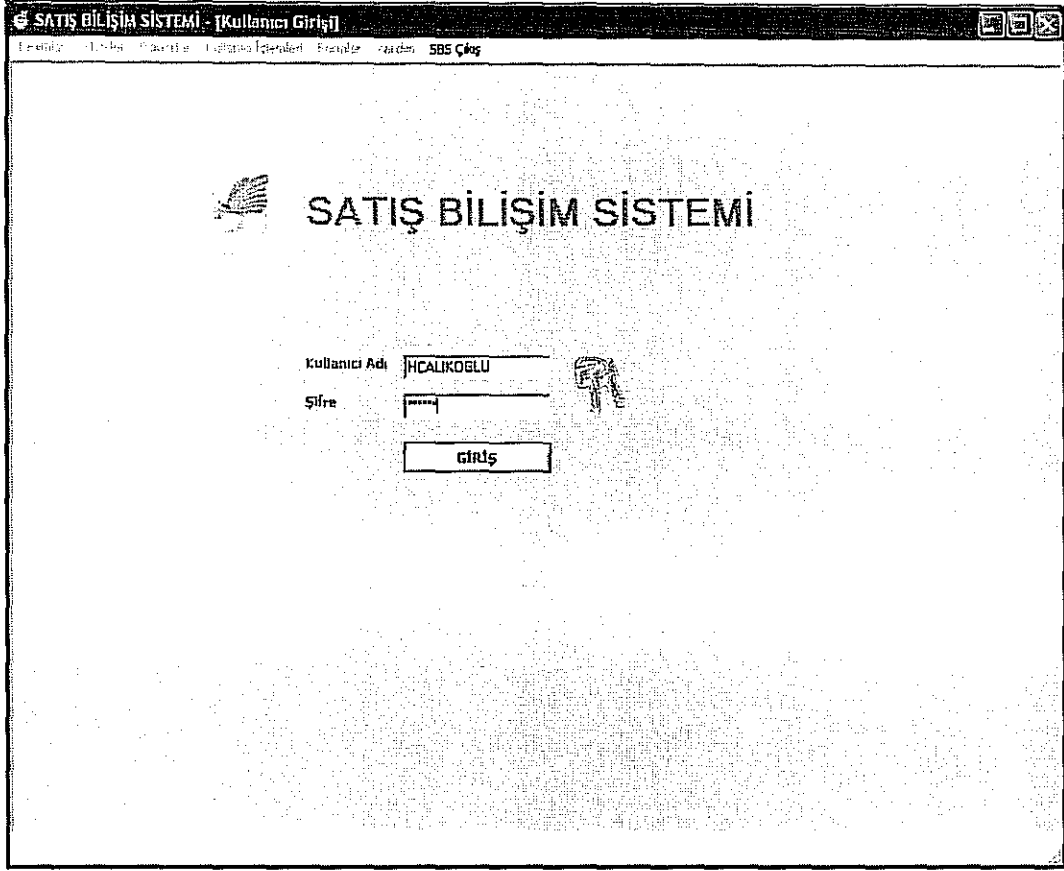 SATIŞ BİLİŞİM SİSTEMİ - [Kullanıcı Girişi]
SBS Çıkış
SATIŞ BİLİŞİM SİSTEMİ
Kullanıcı Adı HCALIKOGLU
Şifre ******
GİRİŞ